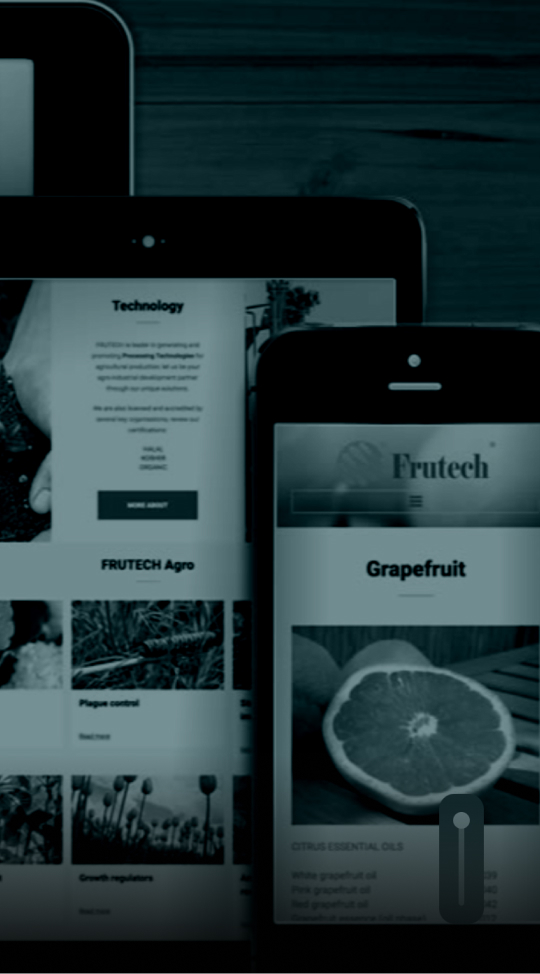 Technology
FRUTECH is leader in generating and
promoting Processing Technologies for
agricultural production; let us be your
agro-industrial development partner
through our unique solutions.
We are also licensed and accredited by
several key organisations; review our
certifications:
HALAL
KOSHER
ORGANIC
MORE ABOUT
FRUTECH Agro
Plague control
Read more
Growth regulators
Read more
Frutech
Grapefruit
CITRUS ESSENTIAL OILS
White grapefruit oil
Pink grapefruit oil
Red grapefruit oil